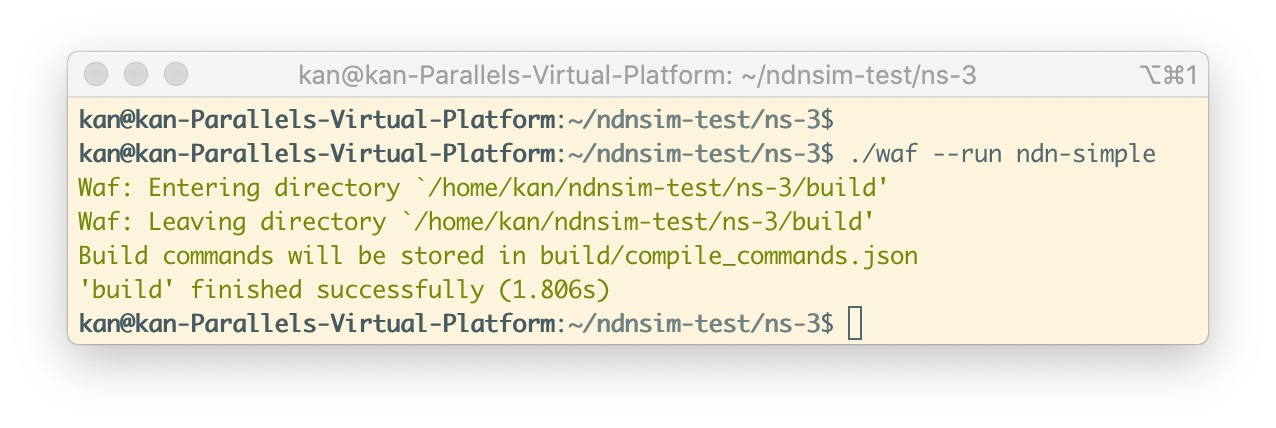 kan@kan-Parallels-Virtual-Platform: ~/ndnsim-test/ns-3 ⌥⌘1
kan@kan-Parallels-Virtual-Platform:~/ndnsim-test/ns-3$
kan@kan-Parallels-Virtual-Platform:~/ndnsim-test/ns-3$ ./waf --run ndn-simple
Waf: Entering directory `/home/kan/ndnsim-test/ns-3/build'
Waf: Leaving directory `/home/kan/ndnsim-test/ns-3/build'
Build commands will be stored in build/compile_commands.json
'build' finished successfully (1.806s)
kan@kan-Parallels-Virtual-Platform:~/ndnsim-test/ns-3$